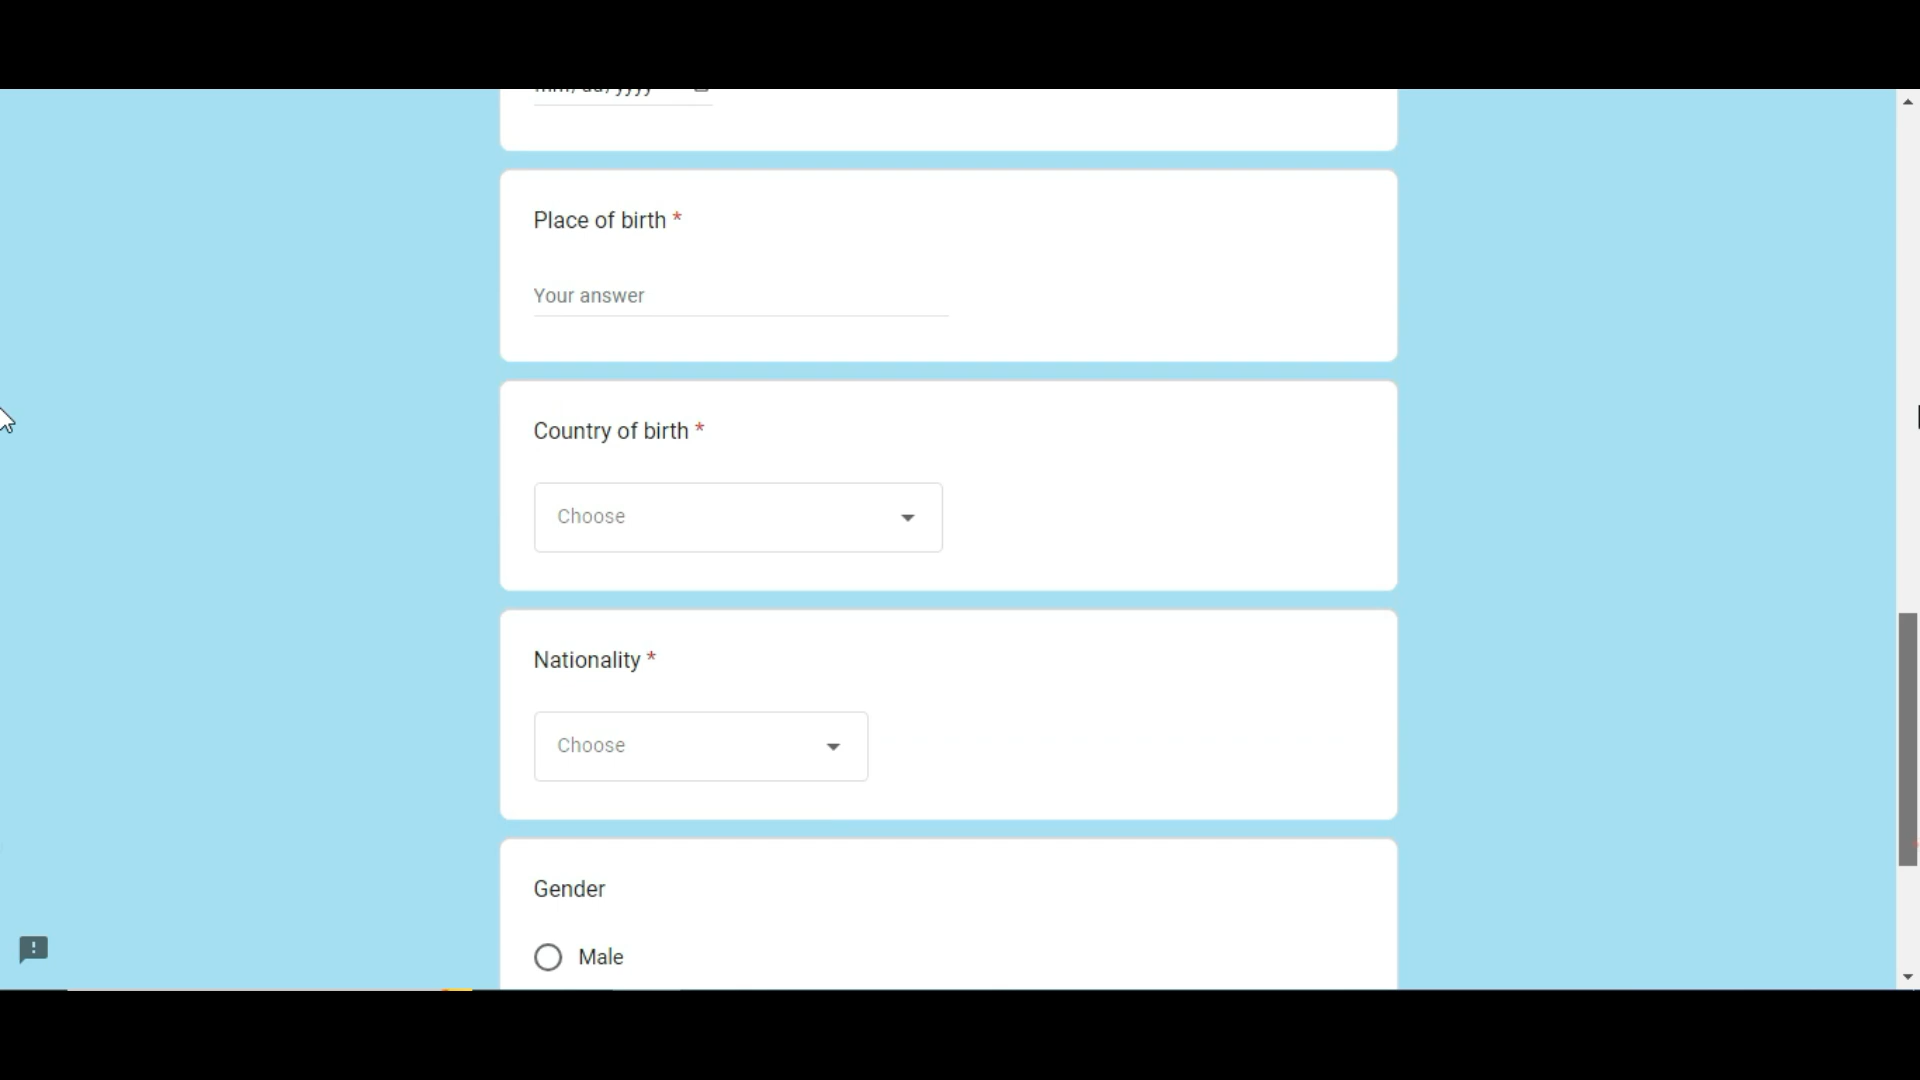 Place of birth *
Your answer
Country of birth *
Choose
Nationality *
Choose
Gender
Male